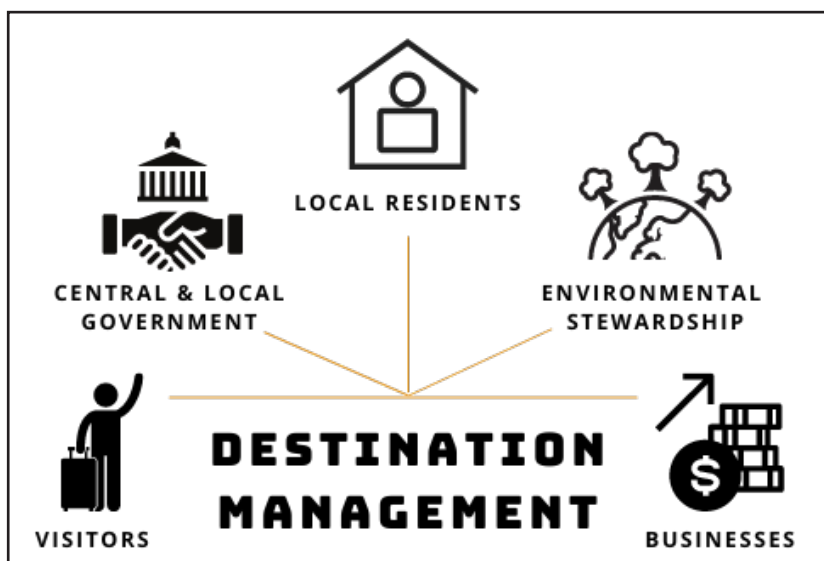 LOCAL RESIDENTS
CENTRAL & LOCAL
GOVERNMENT
ENVIRONMENTAL
STEWARDSHIP
DESTINATION
MANAGEMENT
VISITORS
$
BUSINESSES